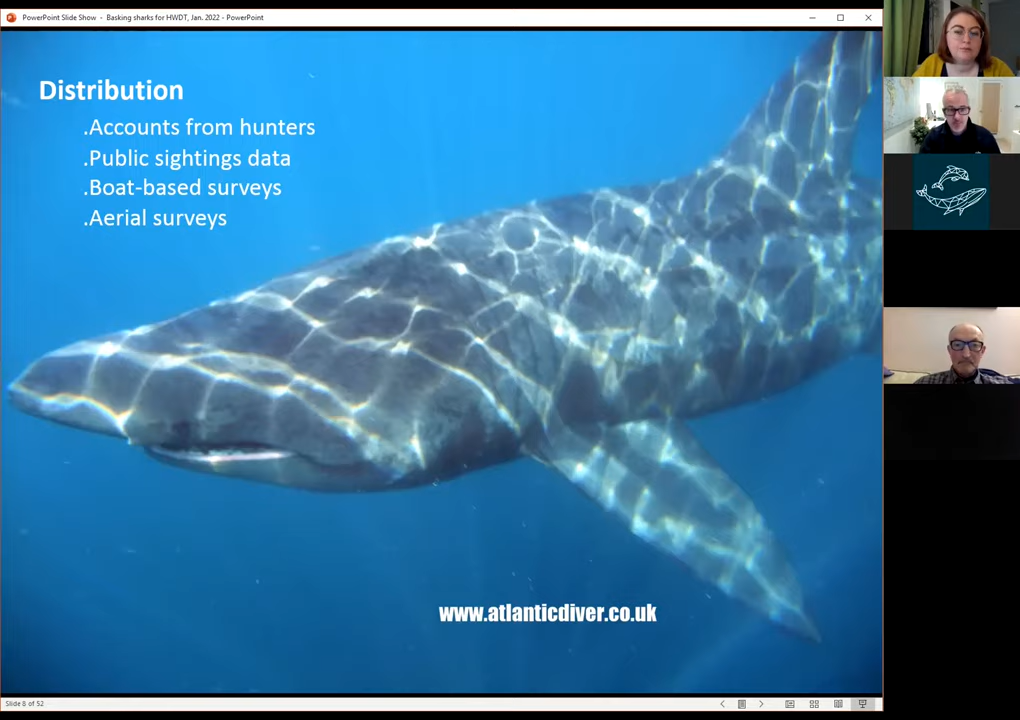 PowerPoint Slide Show - Basking sharks for HWDT, Jan. 2022 - PowerPoint
Distribution
.Accounts from hunters
.Public sightings data
.Boat-based surveys
.Aerial surveys
www.atlanticdiver.co.uk
Slide 8 of 52